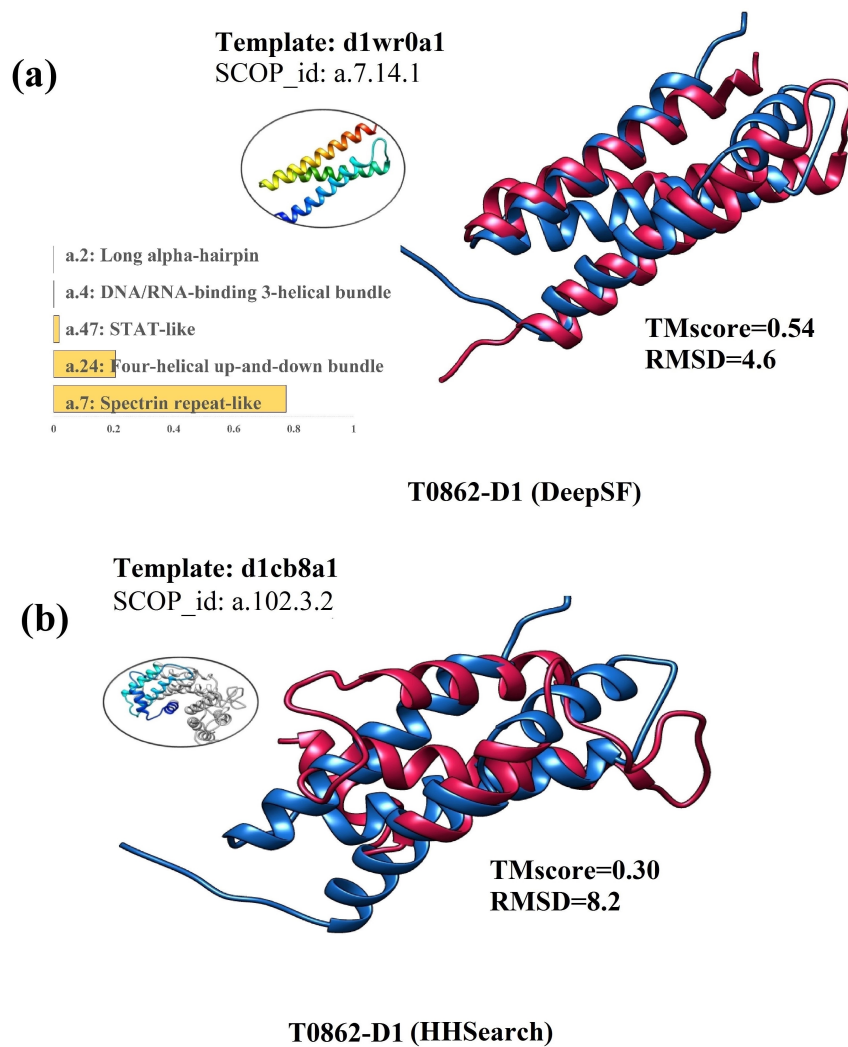 (a)
Template: d1wr0a1
SCOP_id: a.7.14.1
a.2: Long alpha-hairpin
a.4: DNA/RNA-binding 3-helical bundle
a.47: STAT-like
a.24: Four-helical up-and-down bundle
a.7: Spectrin repeat-like
0 0.2 0.4 0.6 0.8 1
TMscore=0.54
RMSD=4.6
T0862-D1 (DeepSF)
(b)
Template: d1cb8a1
SCOP_id: a.102.3.2
TMscore=0.30
RMSD=8.2
T0862-D1 (HHSearch)